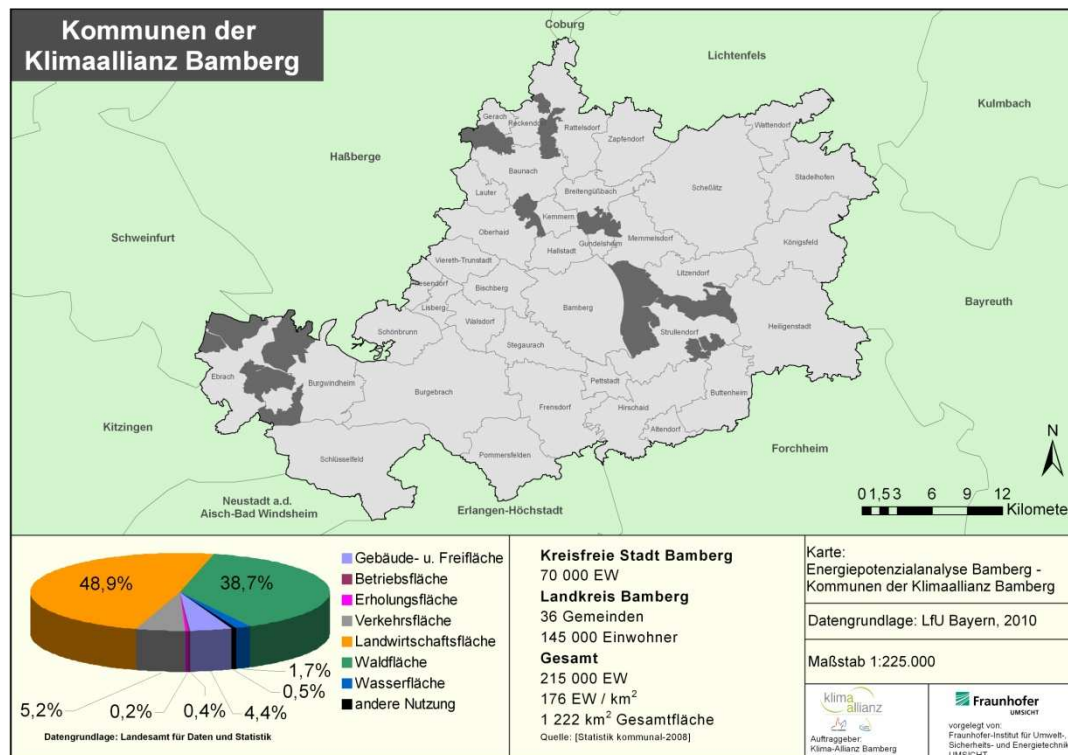 Kommunen der
Klimaallianz Bamberg
Coburg
Lichtenfels
Kulmbach
Haßberge
Schweinfurt
Bayreuth
Kitzingen
Forchheim
Neustadt a.d.
Aisch-Bad Windsheim
Erlangen-Höchstadt
Gerach
Rattelsdorf
Zapfendorf
Wattendorf
Baunach
Scheßlitz
Stadelhofen
Lauter
Breitengüßbach
Kemmern
Oberhaid
Hallstadt
Gundelsheim
Memmelsdorf
Königsfeld
Viereth-Trunstadt
Litzendorf
Bischberg
Lisberg
Bamberg
Schönbrunn
Walsdorf
Strullendorf
Heiligenstadt
Stegaurach
Ebrach
Burgwindheim
Burgebrach
Pettstadt
Buttenheim
Frensdorf
Hirschaid
Altendorf
Schlüsselfeld
Pommersfelden
N
0 1,5 3 6 9 12
Kilomete
48,9%
38,7%
1,7%
0,5%
5,2%
0,2%
0,4%
4,4%
Gebäude- u. Freifläche
Betriebsfläche
Erholungsfläche
Verkehrsfläche
Landwirtschaftsfläche
Waldfläche
Wasserfläche
andere Nutzung
Datengrundlage: Landesamt für Daten und Statistik
Kreisfreie Stadt Bamberg
70 000 EW
Landkreis Bamberg
36 Gemeinden
145 000 Einwohner
Gesamt
215 000 EW
176 EW / km²
1 222 km² Gesamtfläche
Quelle: [Statistik kommunal-2008]
Karte:
Energiepotenzialanalyse Bamberg -
Kommunen der Klimaallianz Bamberg
Datengrundlage: LfU Bayern, 2010
Maßstab 1:225.000
klima
allianz
Auftraggeber:
Klima-Allianz Bamberg
Fraunhofer
UMSICHT
vorgelegt von:
Fraunhofer-Institut für Umwelt-,
Sicherheits- und Energietechnik
UMSICHT